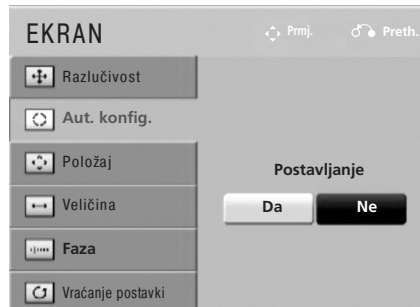 EKRAN
Prmj.
Preth.
Razlučivost
Aut. konfig.
Položaj
Veličina
Faza
Vraćanje postavki
Postavljanje
Da
Ne